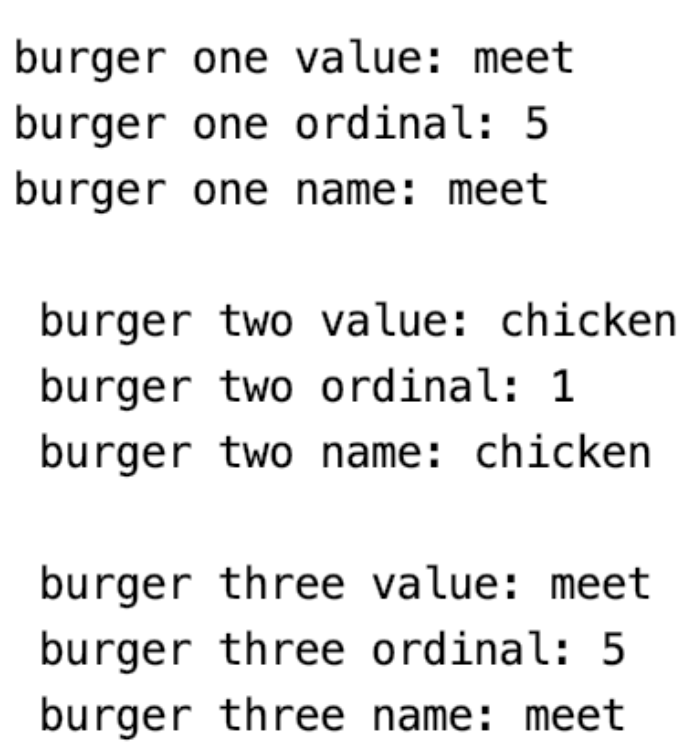 burger one value: meet
burger one ordinal: 5
burger one name: meet
burger two value: chicken
burger two ordinal: 1
burger two name: chicken
burger three value: meet
burger three ordinal: 5
burger three name: meet